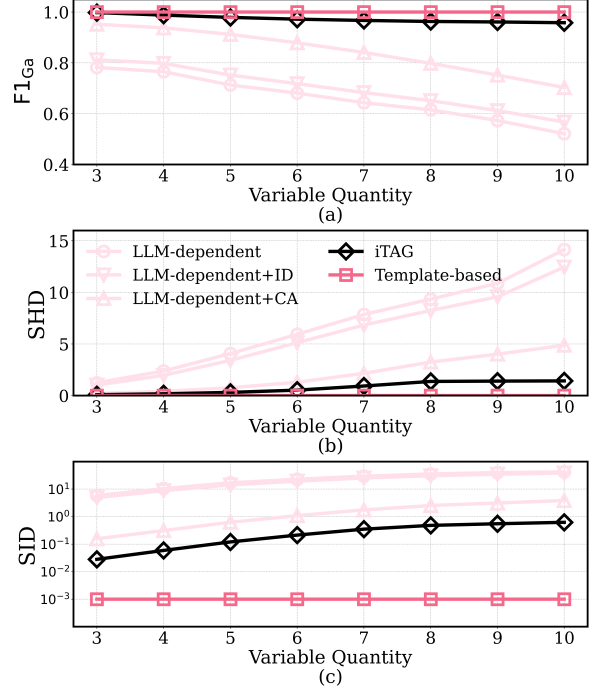 1.0
0.8
0.6
0.4
F1Ga
3 4 5 6 7 8 9 10
Variable Quantity
(a)
15
10
5
0
SHD
LLM-dependent
LLM-dependent+ID
LLM-dependent+CA
iTAG
Template-based
3 4 5 6 7 8 9 10
Variable Quantity
(b)
10¹
10⁰
10⁻¹
10⁻²
10⁻³
SID
3 4 5 6 7 8 9 10
Variable Quantity
(c)